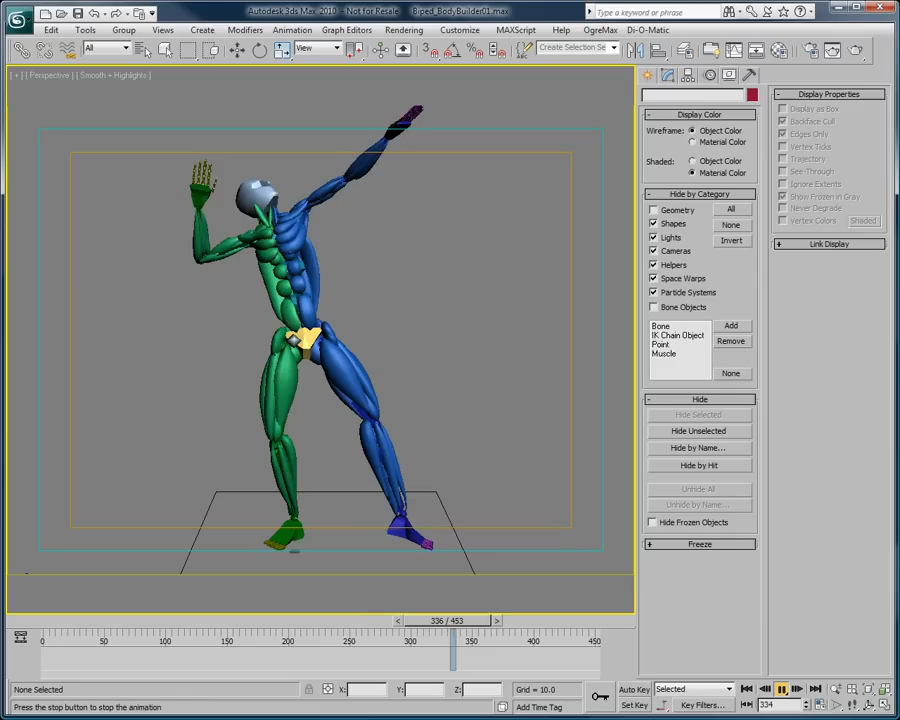 Autodesk 3ds Max 2010 - Not for Resale Biped_BodyBuilder01.max
Type a keyword or phrase
Edit Tools Group Views Create Modifiers Animation Graph Editors Rendering Customize MAXScript Help OgreMax Di-O-Matic
All View 3 Create Selection Se
[ + ] [ Perspective ] [ Smooth + Highlights ]
- Display Color
Wireframe: Object Color
Material Color
Shaded: Object Color
Material Color
- Hide by Category
Geometry All
Shapes None
Lights Invert
Cameras
Helpers
Space Warps
Particle Systems
Bone Objects
Bone Add
IK Chain Object Remove
Point
Muscle
None
- Hide
Hide Selected
Hide Unselected
Hide by Name...
Hide by Hit
Unhide All
Unhide by Name...
Hide Frozen Objects
+ Freeze
- Display Properties
Display as Box
Backface Cull
Edges Only
Vertex Ticks
Trajectory
See-Through
Ignore Extents
Show Frozen in Gray
Never Degrade
Vertex Colors Shaded
+ Link Display
< 336 / 453 >
0 50 100 150 200 250 300 350 400 450
None Selected X: Y: Z: Grid = 10.0 Auto Key Selected
Press the stop button to stop the animation Add Time Tag Set Key Key Filters... 334